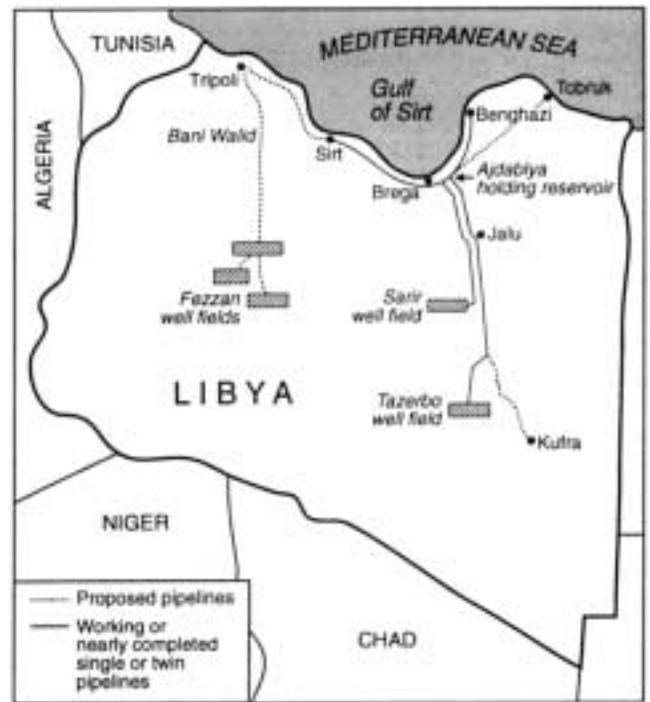 TUNISIA
MEDITERRANEAN SEA
Tripoli
Gulf
of Sirt
Tobruk
Benghazi
ALGERIA
Bani Walid
Sirt
Brega
Ajdabiya
holding reservoir
Jalu
Fezzan
well fields
Sarir
well field
LIBYA
Tazerbo
well field
Kufra
NIGER
CHAD
Proposed pipelines
Working or
nearly completed
single or twin
pipelines